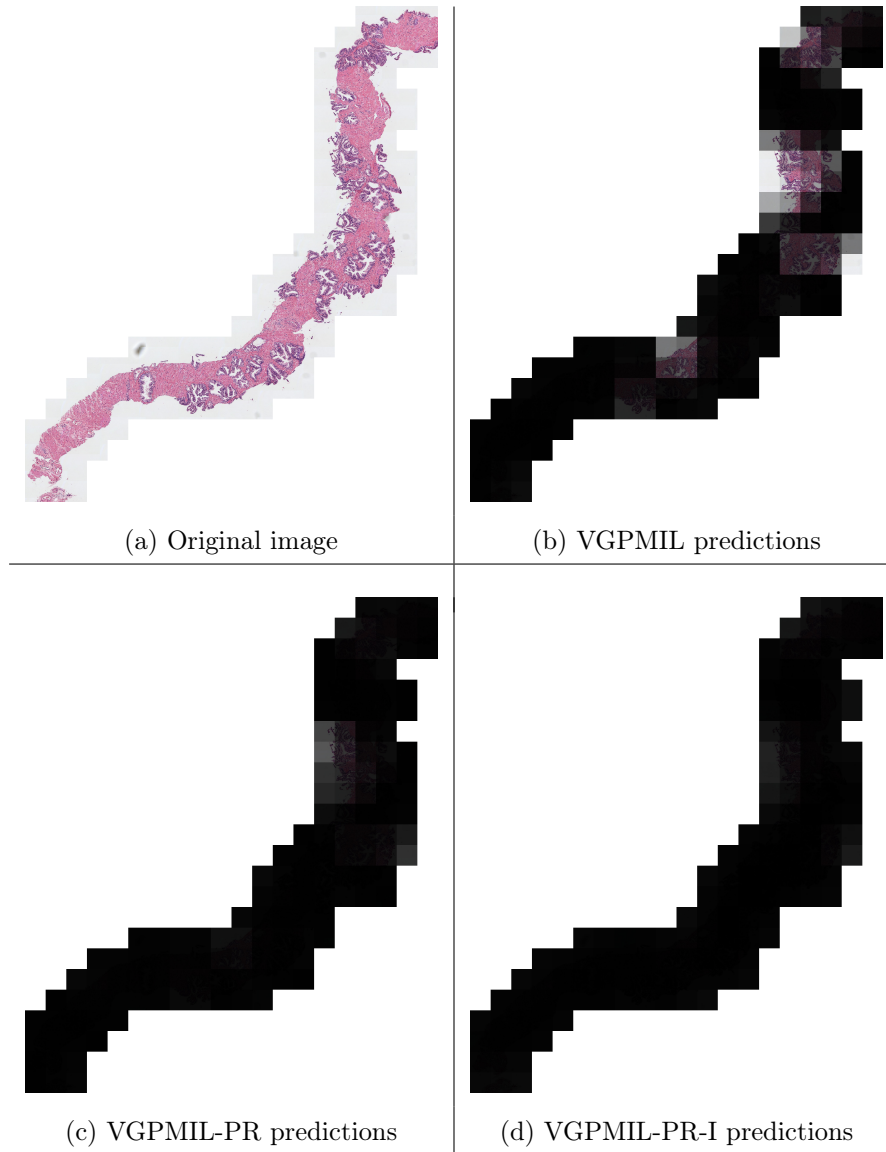 (a) Original image
(b) VGPMIL predictions
(c) VGPMIL-PR predictions
(d) VGPMIL-PR-I predictions